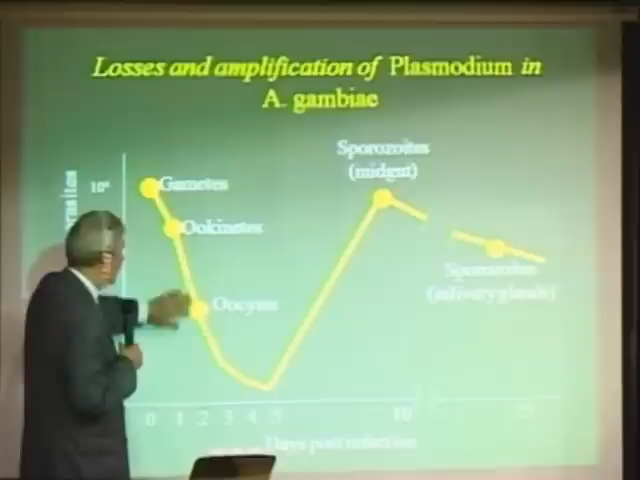 Losses and amplification of Plasmodium in
A. gambiae
Sporozoites
(midgut)
10⁴
Gametes
Ookinetes
Oocysts
Sporozoites
(salivary glands)
0 1 2 3 4 5 10
Days post infection